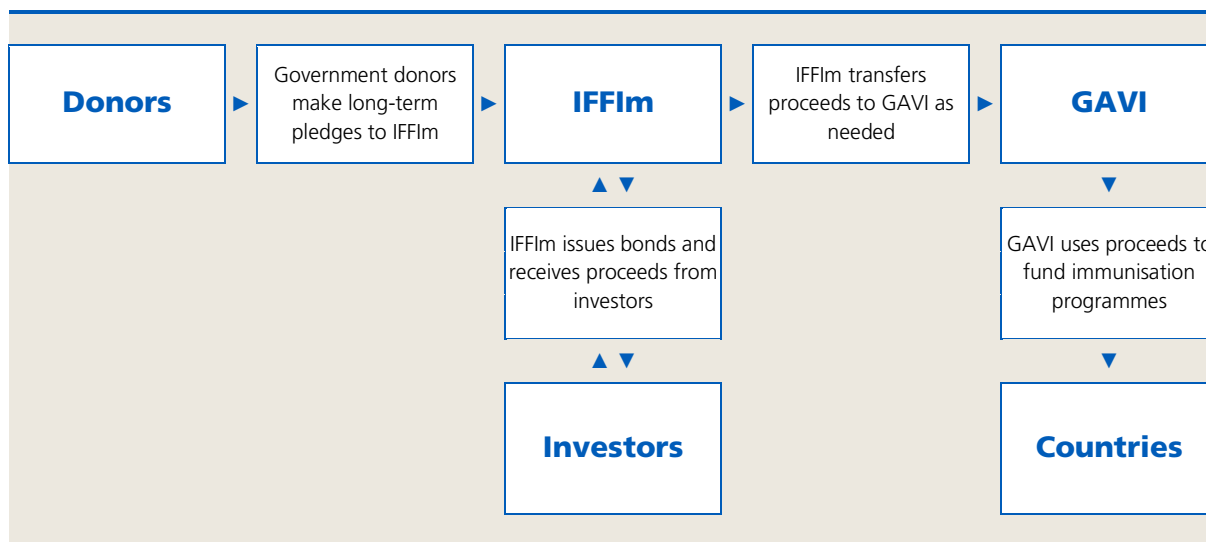 Donors
Government donors
make long-term
pledges to IFFIm
IFFIm
IFFIm transfers
proceeds to GAVI as
needed
GAVI
IFFIm issues bonds and
receives proceeds from
investors
GAVI uses proceeds to
fund immunisation
programmes
Investors
Countries